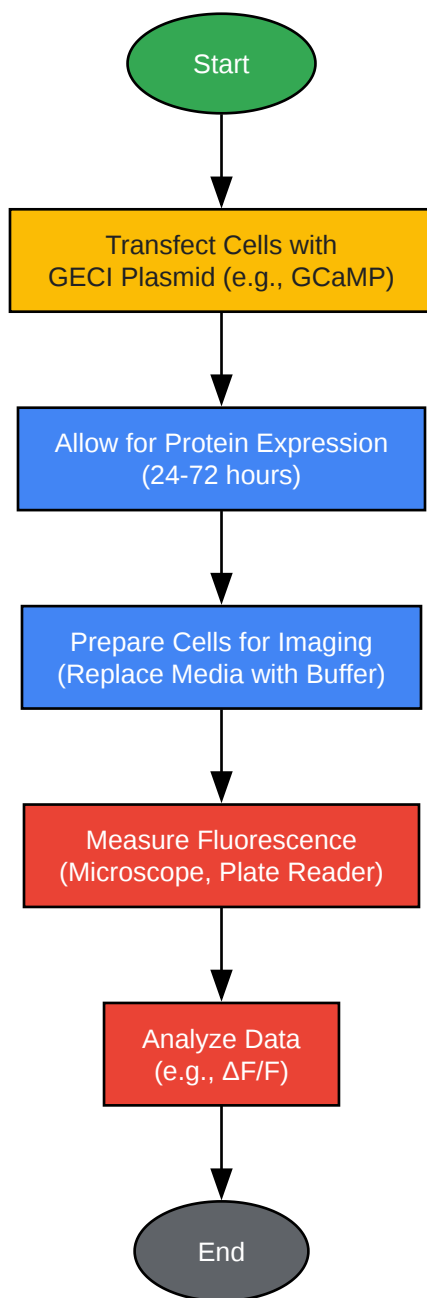 Start
Transfect Cells with
GECI Plasmid (e.g., GCaMP)
Allow for Protein Expression
(24-72 hours)
Prepare Cells for Imaging
(Replace Media with Buffer)
Measure Fluorescence
(Microscope, Plate Reader)
Analyze Data
(e.g., ΔF/F)
End